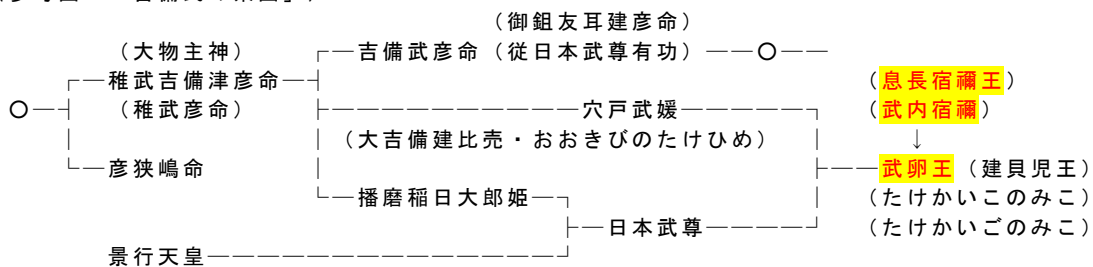 （御鉏友耳建彦命）
（大物主神） ┌―吉備武彦命（従日本武尊有功）――〇――
┌―稚武吉備津彦命―┤ （息長宿禰王）
〇―┤ （稚武彦命） ├―――――――――――穴戸武媛―――――┐ （武内宿禰）
│ │（大吉備建比売・おおきびのたけひめ） │ ↓
└―彦狭嶋命 │ ├――武卵王（建貝児王）
└―播磨稲日大郎姫―┐ │ （たけかいこのみこ）
├―日本武尊――――┘ （たけかいごのみこ）
景行天皇――――――――――――――┘